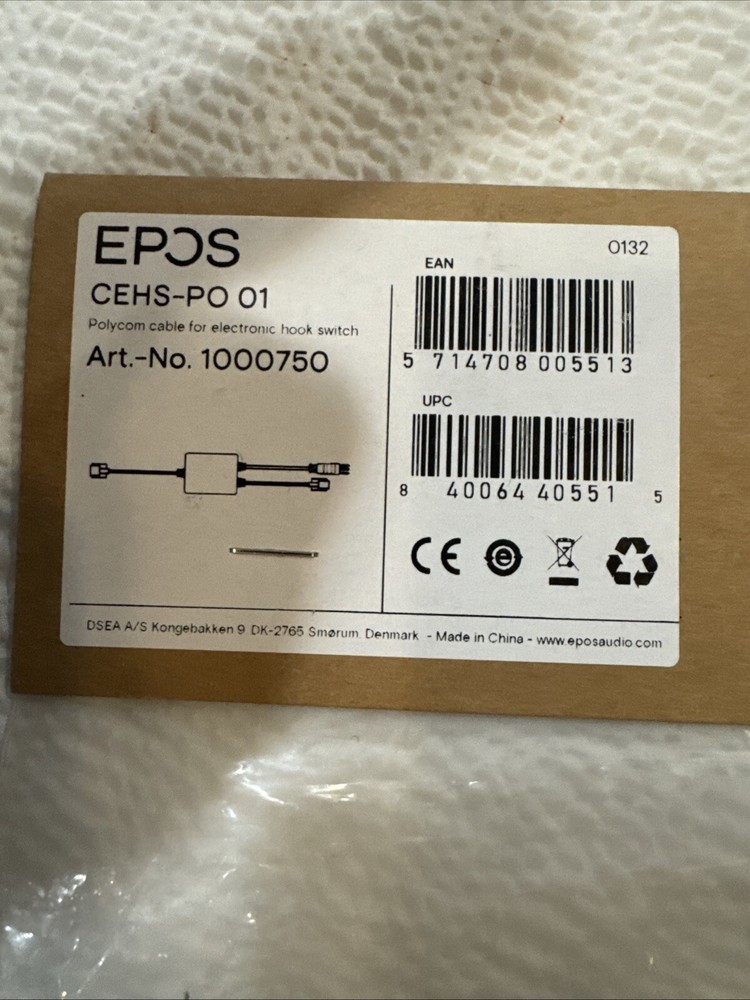 EPOS
CEHS-PO 01
Polycom cable for electronic hook switch
Art.-No. 1000750
0132
EAN
5 714708 005513
UPC
8 40064 40551 5
CE
e
DSEA A/S Kongebakken 9 DK-2765 Smørum, Denmark - Made in China - www.eposaudio.com